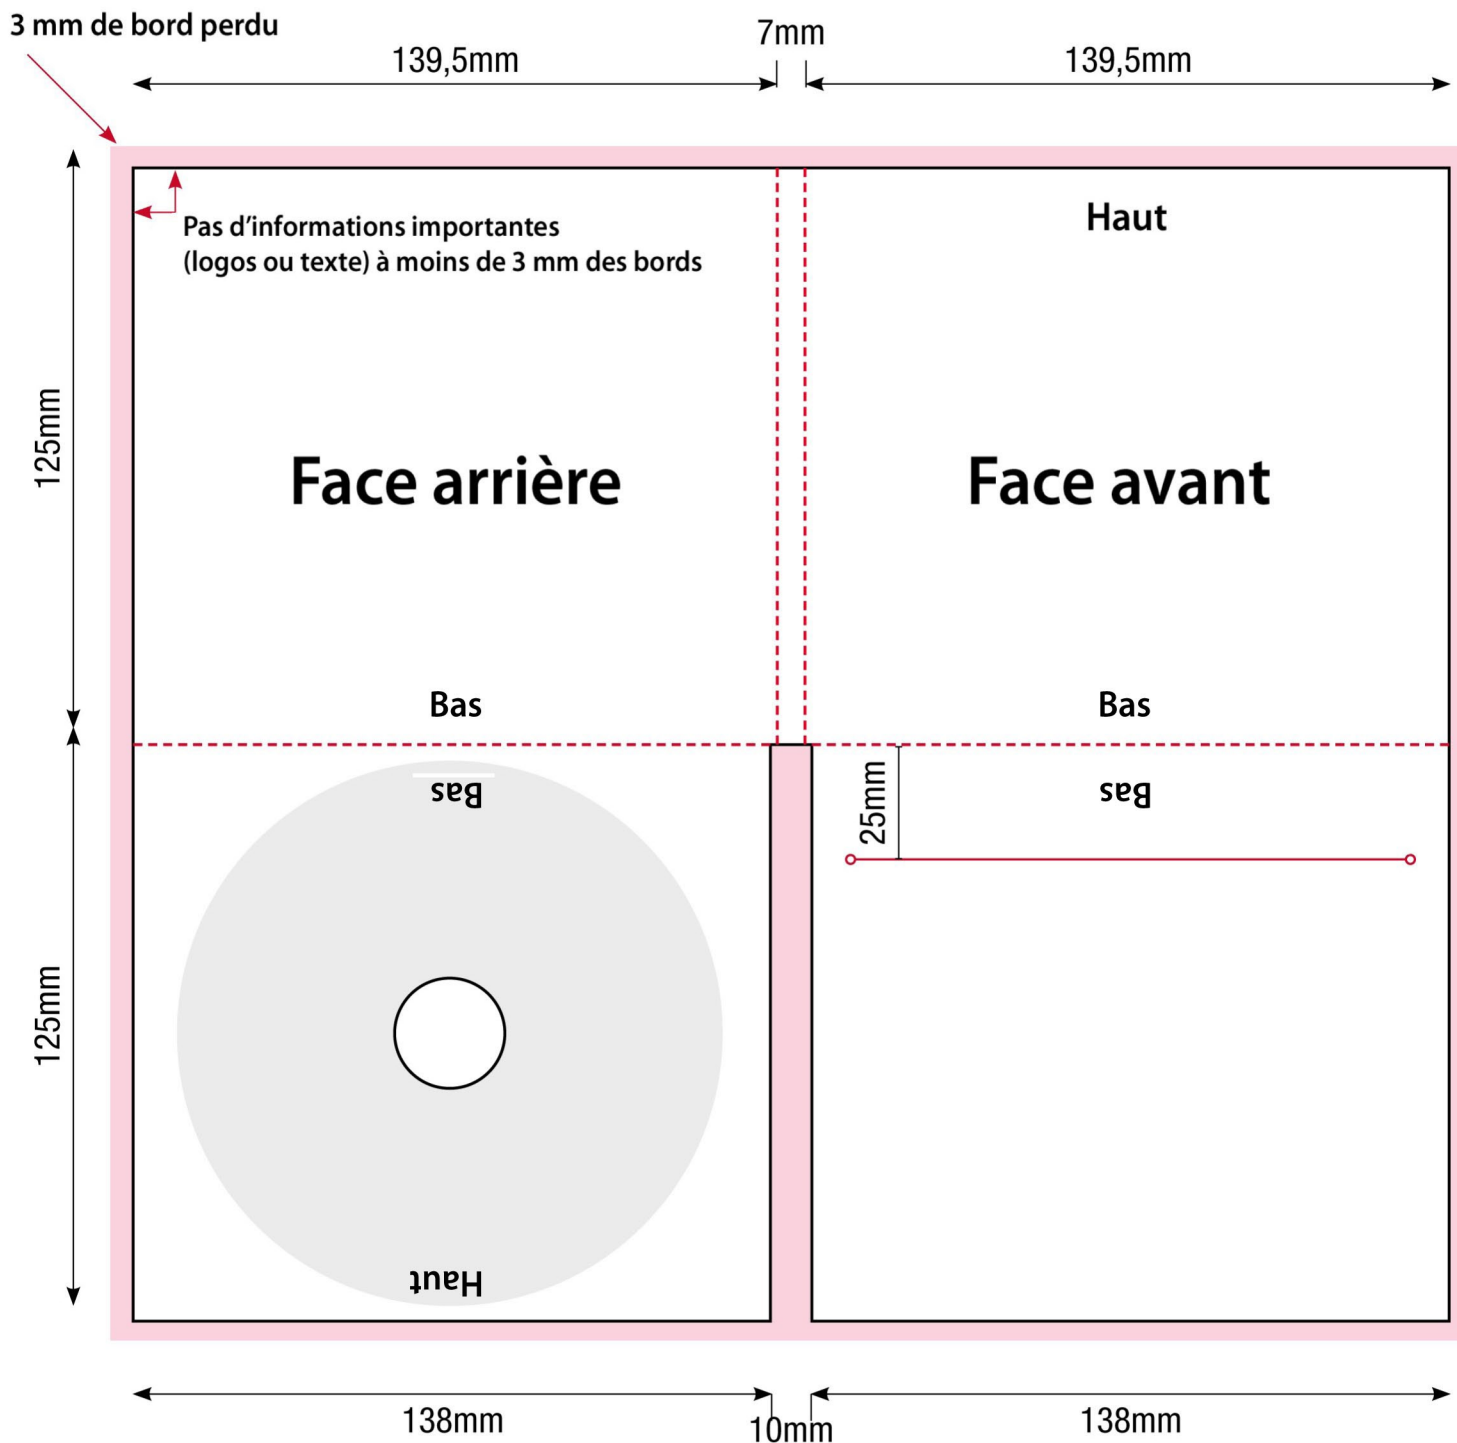 3 mm de bord perdu
139,5mm
7mm
139,5mm
Pas d’informations importantes
(logos ou texte) à moins de 3 mm des bords
Haut
125mm
Face arrière
Face avant
Bas
Bas
Bas
25mm
Bas
125mm
Haut
138mm
10mm
138mm